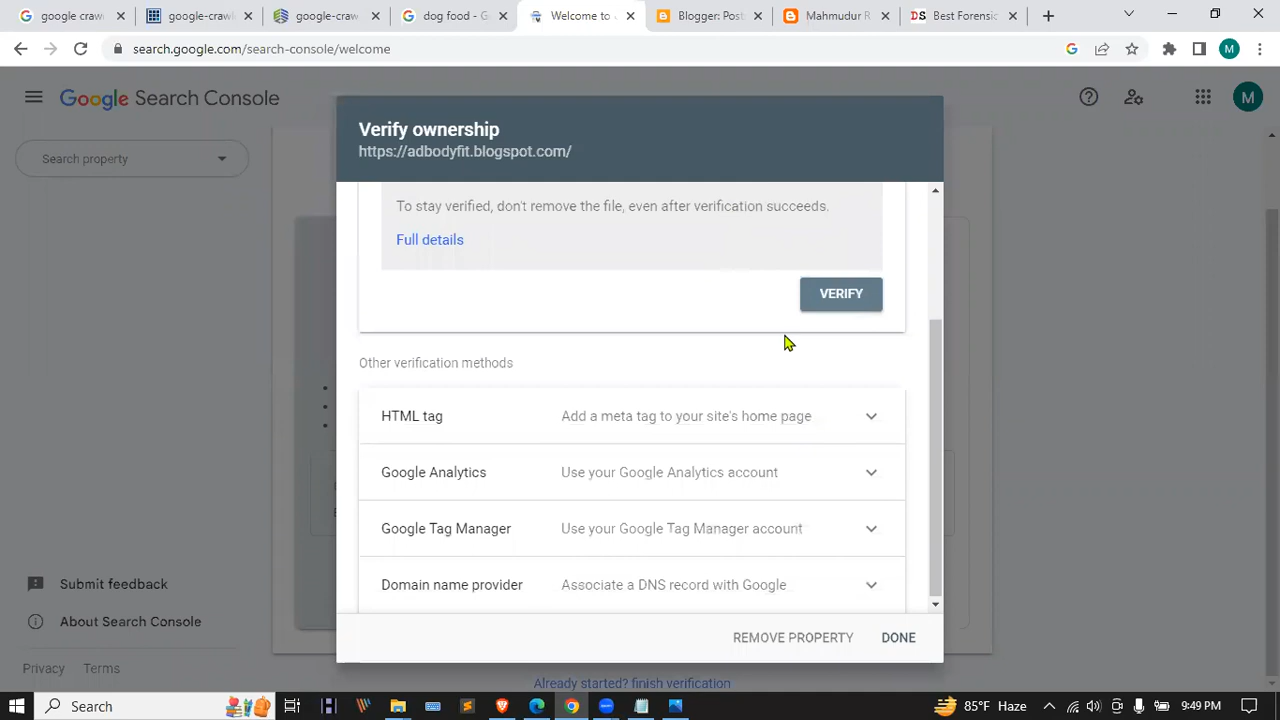 google craw
google-crawl
google-craw
dog food - G
Welcome to
Blogger: Post
Mahmudur R
Best Forensic
search.google.com/search-console/welcome
M
Google Search Console
M
Search property
Verify ownership
https://adbodyfit.blogspot.com/
To stay verified, don't remove the file, even after verification succeeds.
Full details
VERIFY
Other verification methods
HTML tag Add a meta tag to your site's home page
Google Analytics Use your Google Analytics account
Google Tag Manager Use your Google Tag Manager account
Domain name provider Associate a DNS record with Google
REMOVE PROPERTY DONE
Submit feedback
About Search Console
Privacy Terms
Already started? finish verification
Search
85°F Haze
9:49 PM